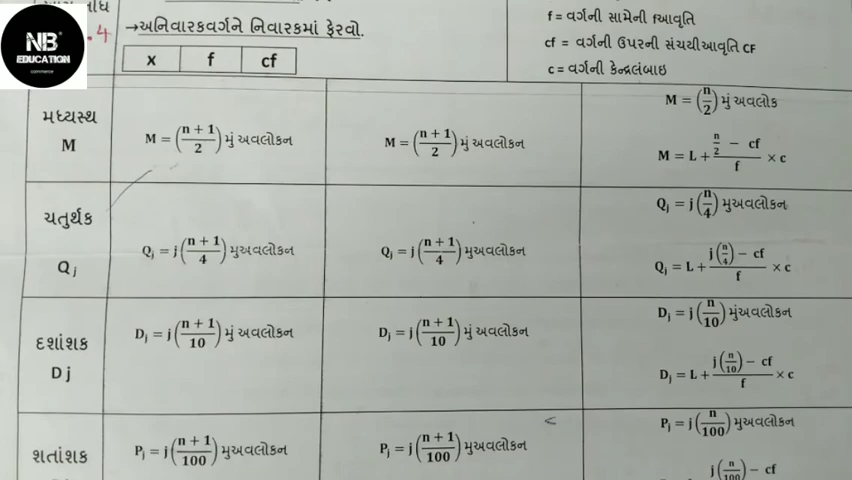 NB
EDUCATION
commerce
.4
→અનિવારકવર્ગને નિવારકમાં ફેરવો.
x f cf
f = વર્ગની સામેની fઆવૃતિ
cf = વર્ગની ઉપરની સંચયીઆવૃતિ CF
c = વર્ગની કેન્દ્રલંબાઇ
મધ્યસ્થ
M
M = (n + 1/2) મું અવલોકન
M = (n + 1/2) મું અવલોકન
M = (n/2) મું અવલોક
M = L + (n/2 − cf)/f × c
ચતુર્થક
Qj
Qj = j (n + 1/4) મુઅવલોકન
Qj = j (n + 1/4) મુઅવલોકન
Qj = j (n/4) મુઅવલોકન
Qj = L + (j(n/4) − cf)/f × c
દશાંશક
D j
Dj = j (n + 1/10) મું અવલોકન
Dj = j (n + 1/10) મું અવલોકન
Dj = j (n/10) મુંઅવલોકન
Dj = L + (j(n/10) − cf)/f × c
શતાંશક
Pj = j (n + 1/100) મુઅવલોકન
Pj = j (n + 1/100) મુઅવલોકન
Pj = j (n/100) મુઅવલોકન
j (n/100) − cf